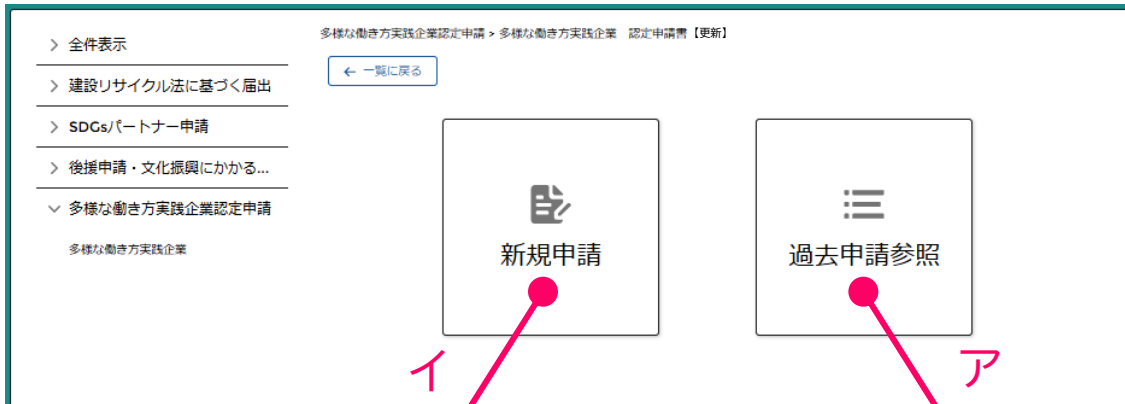 全件表示
建設リサイクル法に基づく届出
SDGsパートナー申請
後援申請・文化振興にかかる...
多様な働き方実践企業認定申請
多様な働き方実践企業
多様な働き方実践企業認定申請 > 多様な働き方実践企業　認定申請書【更新】
← 一覧に戻る
新規申請
過去申請参照
イ
ア